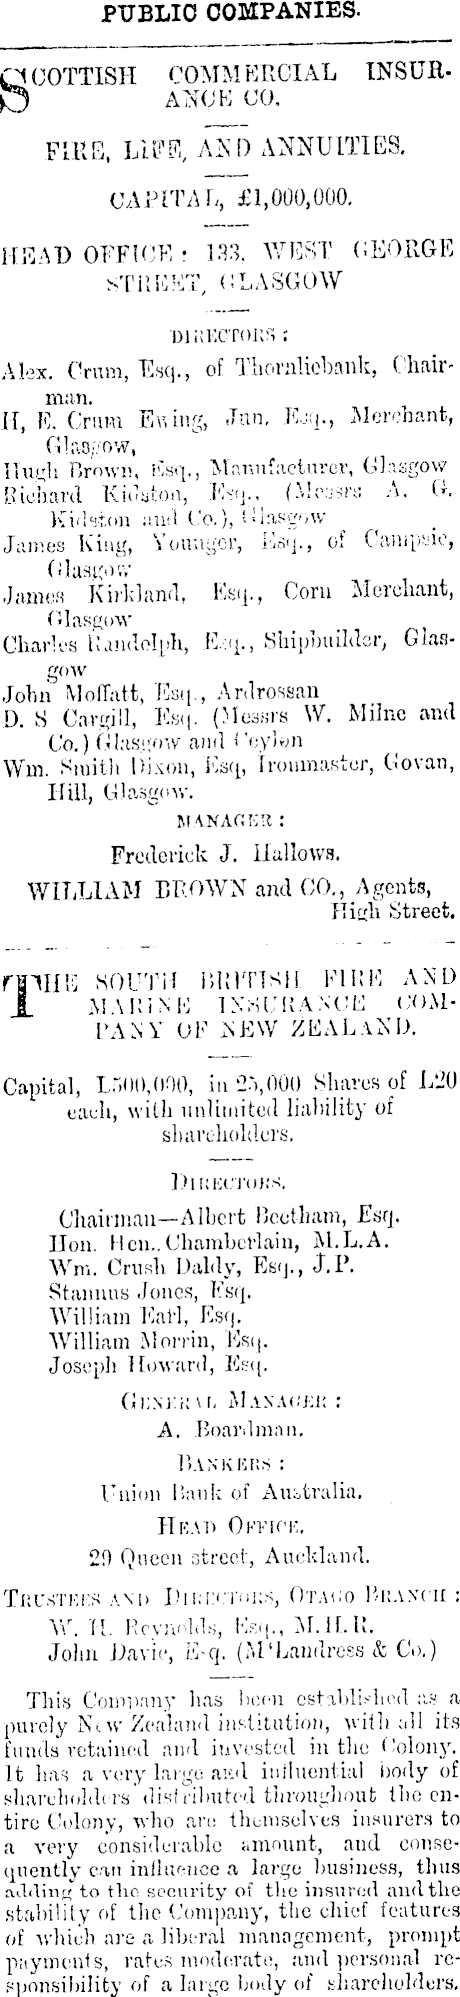 PUBLIC COMPANIES.
SCOTTISH COMMERCIAL INSUR-
ANCE CO.
FIRE, LIFE, AND ANNUITIES.
CAPITAL, £1,000,000.
HEAD OFFICE: 133, WEST GEORGE
STREET, GLASGOW
DIRECTORS:
Alex. Crum, Esq., of Thornliebank, Chair-
man.
H, E. Crum Ewing, Jun. Esq., Merchant,
Glasgow,
Hugh Brown, Esq., Manufacturer, Glasgow
Richard Kidston, Esq., (Messrs A. G.
Kidston and Co.), Glasgow
James King, Younger, Esq., of Campsie,
Glasgow
James Kirkland, Esq., Corn Merchant,
Glasgow
Charles Randolph, Esq., Shipbuilder, Glas-
gow
John Moffatt, Esq., Ardrossan
D. S Cargill, Esq. (Messrs W. Milne and
Co.) Glasgow and Ceylon
Wm. Smith Dixon, Esq, Ironmaster, Govan,
Hill, Glasgow.
MANAGER:
Frederick J. Hallows.
WILLIAM BROWN and CO., Agents,
High Street.
THE SOUTH BRITISH FIRE AND
MARINE INSURANCE COM-
PANY OF NEW ZEALAND.
Capital, L500,000, in 25,000 Shares of L20
each, with unlimited liability of
shareholders.
DIRECTORS.
Chairman—Albert Beetham, Esq.
Hon. Hen. Chamberlain, M.L.A.
Wm. Crush Daldy, Esq., J.P.
Stannus Jones, Esq.
William Earl, Esq.
William Morrin, Esq.
Joseph Howard, Esq.
GENERAL MANAGER:
A. Boardman.
BANKERS:
Union Bank of Australia.
HEAD OFFICE.
29 Queen street, Auckland.
TRUSTEES AND DIRECTORS, OTAGO BRANCH:
W. H. Reynolds, Esq., M.H.R.
John Davie, Esq. (M'Landress & Co.)
This Company has been established as a
purely New Zealand institution, with all its
funds retained and invested in the Colony.
It has a very large and influential body of
shareholders distributed throughout the en-
tire Colony, who are themselves insurers to
a very considerable amount, and conse-
quently can influence a large business, thus
adding to the security of the insured and the
stability of the Company, the chief features
of which are a liberal management, prompt
payments, rates moderate, and personal re-
sponsibility of a large body of shareholders.